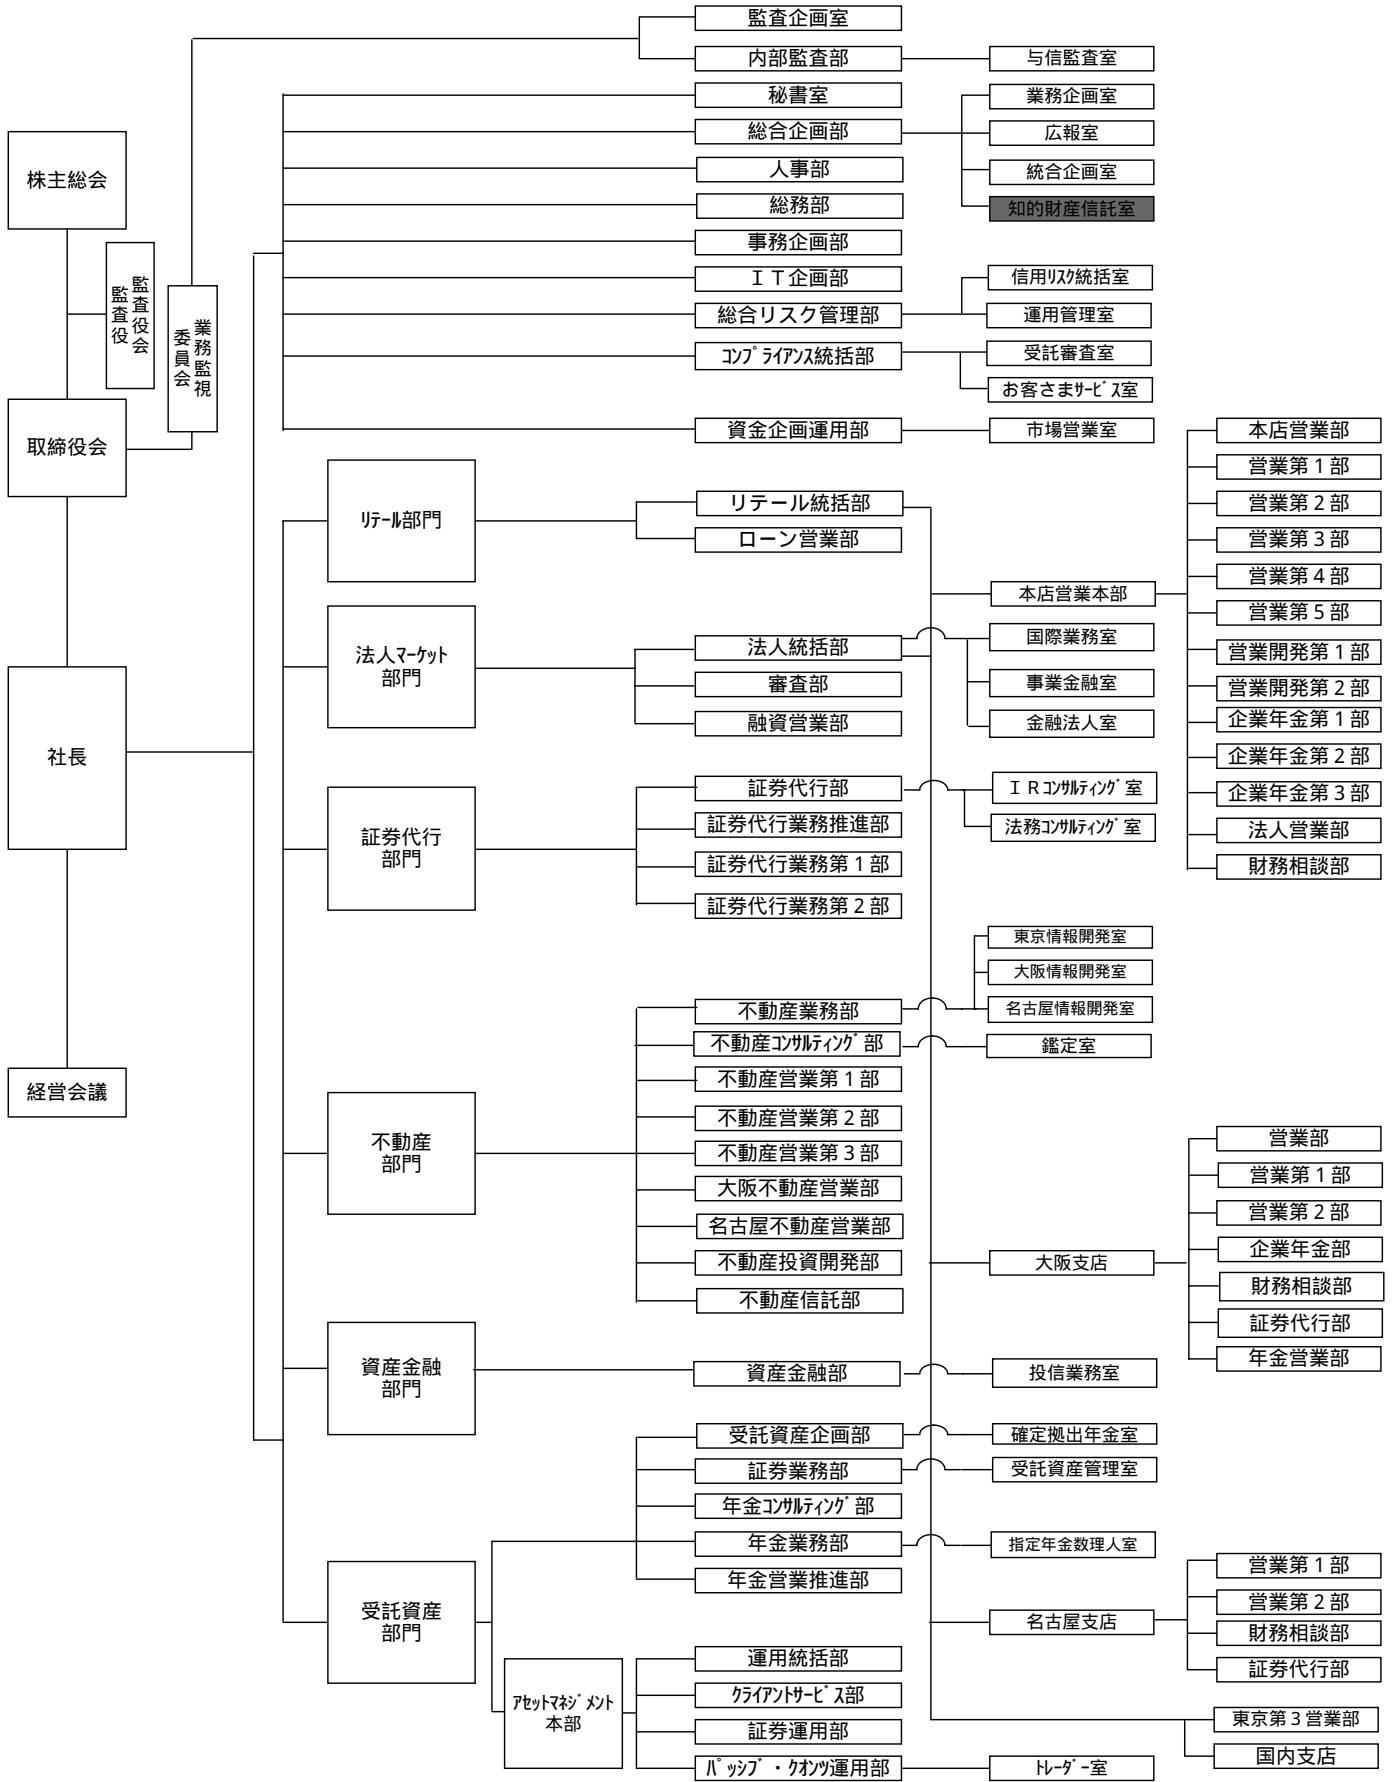 監査企画室
内部監査部
与信監査室
秘書室
業務企画室
総合企画部
広報室
人事部
統合企画室
総務部
知的財産信託室
事務企画部
ＩＴ企画部
信用ﾘｽｸ統括室
総合リスク管理部
運用管理室
ｺﾝﾌﾟﾗｲｱﾝｽ統括部
受託審査室
お客さまｻｰﾋﾞｽ室
資金企画運用部
市場営業室
株主総会
監査役会
監査役
業務監視
委員会
取締役会
社長
経営会議
ﾘﾃｰﾙ部門
リテール統括部
ローン営業部
法人ﾏｰｹｯﾄ
部門
法人統括部
審査部
融資営業部
国際業務室
事業金融室
金融法人室
証券代行
部門
証券代行部
証券代行業務推進部
証券代行業務第１部
証券代行業務第２部
ＩＲｺﾝｻﾙﾃｨﾝｸﾞ室
法務ｺﾝｻﾙﾃｨﾝｸﾞ室
不動産
部門
不動産業務部
不動産ｺﾝｻﾙﾃｨﾝｸﾞ部
不動産営業第１部
不動産営業第２部
不動産営業第３部
大阪不動産営業部
名古屋不動産営業部
不動産投資開発部
不動産信託部
東京情報開発室
大阪情報開発室
名古屋情報開発室
鑑定室
資産金融
部門
資産金融部
投信業務室
受託資産
部門
受託資産企画部
証券業務部
年金ｺﾝｻﾙﾃｨﾝｸﾞ部
年金業務部
年金営業推進部
確定拠出年金室
受託資産管理室
指定年金数理人室
ｱｾｯﾄﾏﾈｼﾞﾒﾝﾄ
本部
運用統括部
ｸﾗｲｱﾝﾄｻｰﾋﾞｽ部
証券運用部
ﾊﾟｯｼﾌﾞ・ｸｵﾝﾂ運用部
ﾄﾚｰﾀﾞｰ室
本店営業本部
本店営業部
営業第１部
営業第２部
営業第３部
営業第４部
営業第５部
営業開発第１部
営業開発第２部
企業年金第１部
企業年金第２部
企業年金第３部
法人営業部
財務相談部
大阪支店
営業部
営業第１部
営業第２部
企業年金部
財務相談部
証券代行部
年金営業部
名古屋支店
営業第１部
営業第２部
財務相談部
証券代行部
東京第３営業部
国内支店